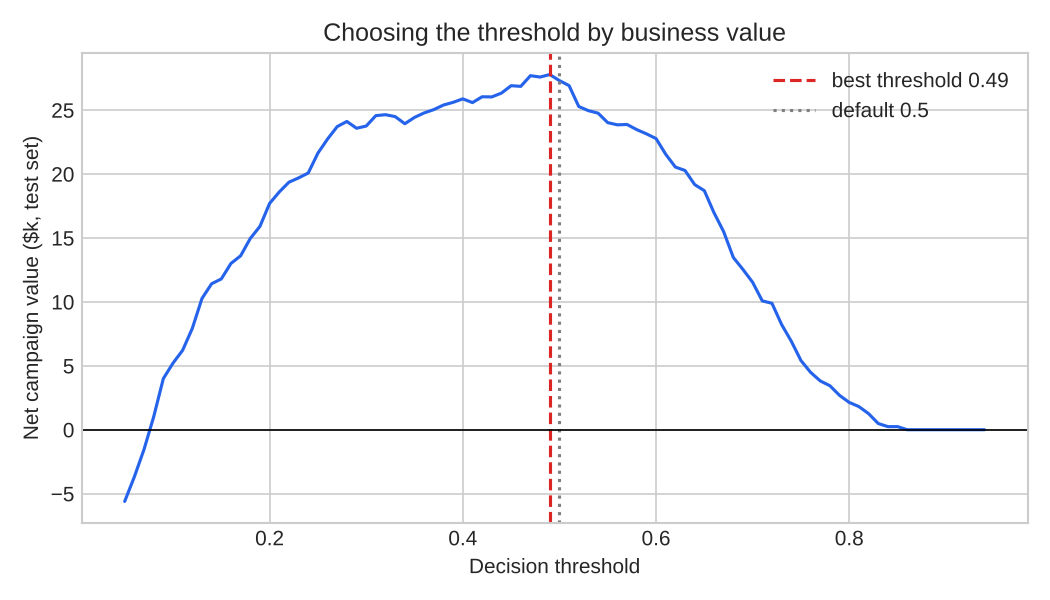 Choosing the threshold by business value
best threshold 0.49
default 0.5
Net campaign value ($k, test set)
25
20
15
10
5
0
−5
0.2 0.4 0.6 0.8
Decision threshold